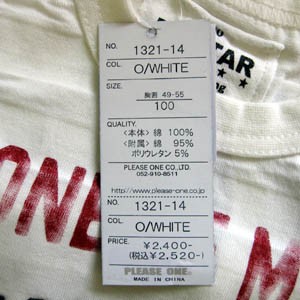 NO. 1321-14
COL. O/WHITE
SIZE. 胸囲 49-55
100
QUALITY.
<本体> 綿 100%
<附属> 綿 95%
ポリウレタン 5%
PLEASE ONE CO.,LTD.
052-910-8511
http://www.please-one.co.jp
NO. 1321-14
COL. O/WHITE
PRICE. ¥2,400-
(税込¥2,520-)
PLEASE ONE.
MADE IN CHINA